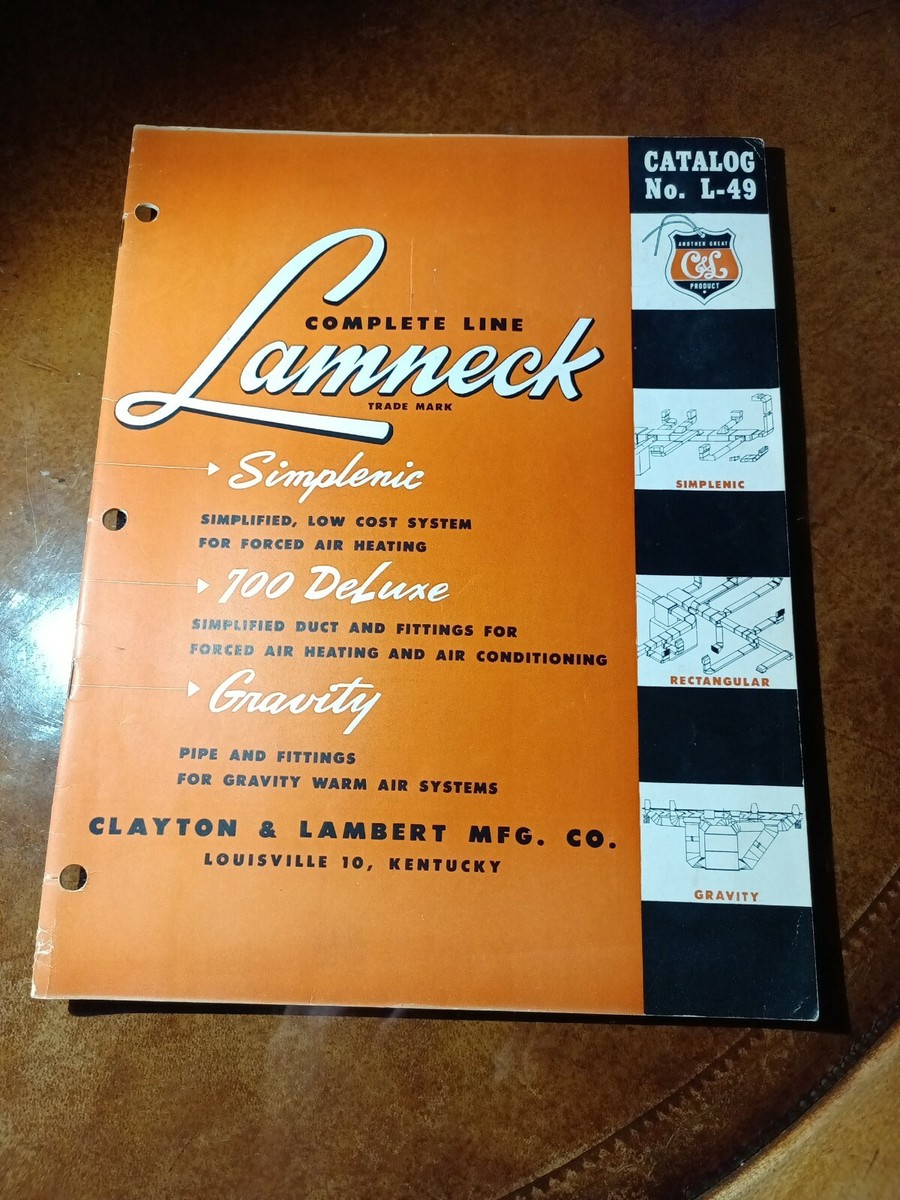 CATALOG
No. L-49
ANOTHER GREAT
C&L
PRODUCT
COMPLETE LINE
Lamneck
TRADE MARK
Simplenic
SIMPLIFIED, LOW COST SYSTEM
FOR FORCED AIR HEATING
700 DeLuxe
SIMPLIFIED DUCT AND FITTINGS FOR
FORCED AIR HEATING AND AIR CONDITIONING
Gravity
PIPE AND FITTINGS
FOR GRAVITY WARM AIR SYSTEMS
CLAYTON & LAMBERT MFG. CO.
LOUISVILLE 10, KENTUCKY
SIMPLENIC
RECTANGULAR
GRAVITY